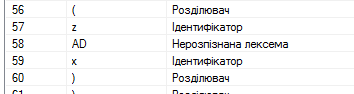 56 ( Розділювач
57 z Ідентифікатор
58 AD Нерозпізнана лексема
59 x Ідентифікатор
60 ) Розділювач